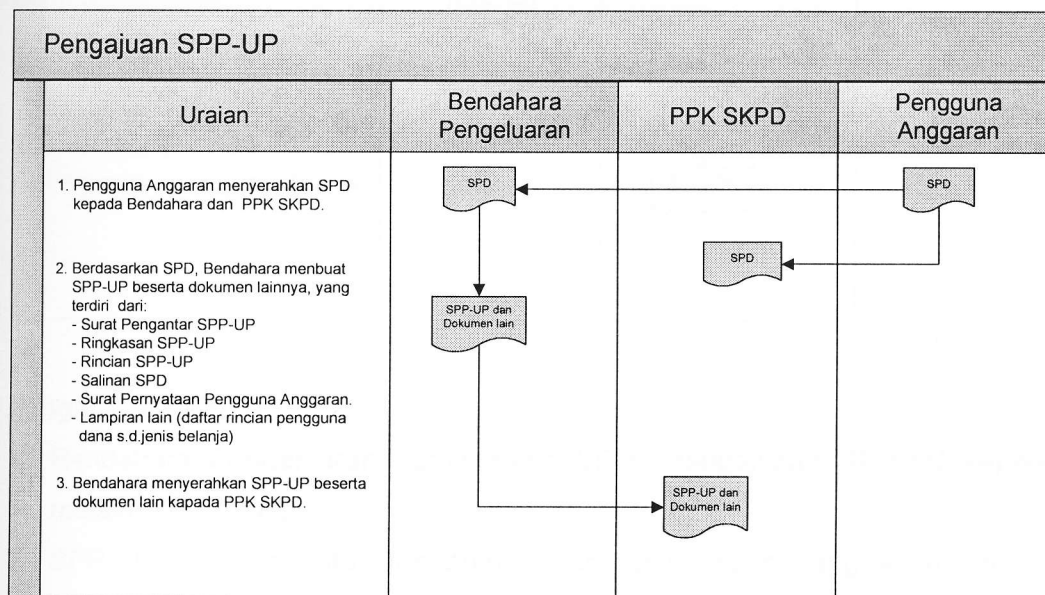 Pengajuan SPP-UP
Uraian
Bendahara
Pengeluaran
PPK SKPD
Pengguna
Anggaran
1. Pengguna Anggaran menyerahkan SPD
kepada Bendahara dan PPK SKPD.
SPD
SPD
SPD
2. Berdasarkan SPD, Bendahara menbuat
SPP-UP beserta dokumen lainnya, yang
terdiri dari:
- Surat Pengantar SPP-UP
- Ringkasan SPP-UP
- Rincian SPP-UP
- Salinan SPD
- Surat Pernyataan Pengguna Anggaran.
- Lampiran lain (daftar rincian pengguna
dana s.d.jenis belanja)
SPP-UP dan
Dokumen lain
3. Bendahara menyerahkan SPP-UP beserta
dokumen lain kapada PPK SKPD.
SPP-UP dan
Dokumen lain